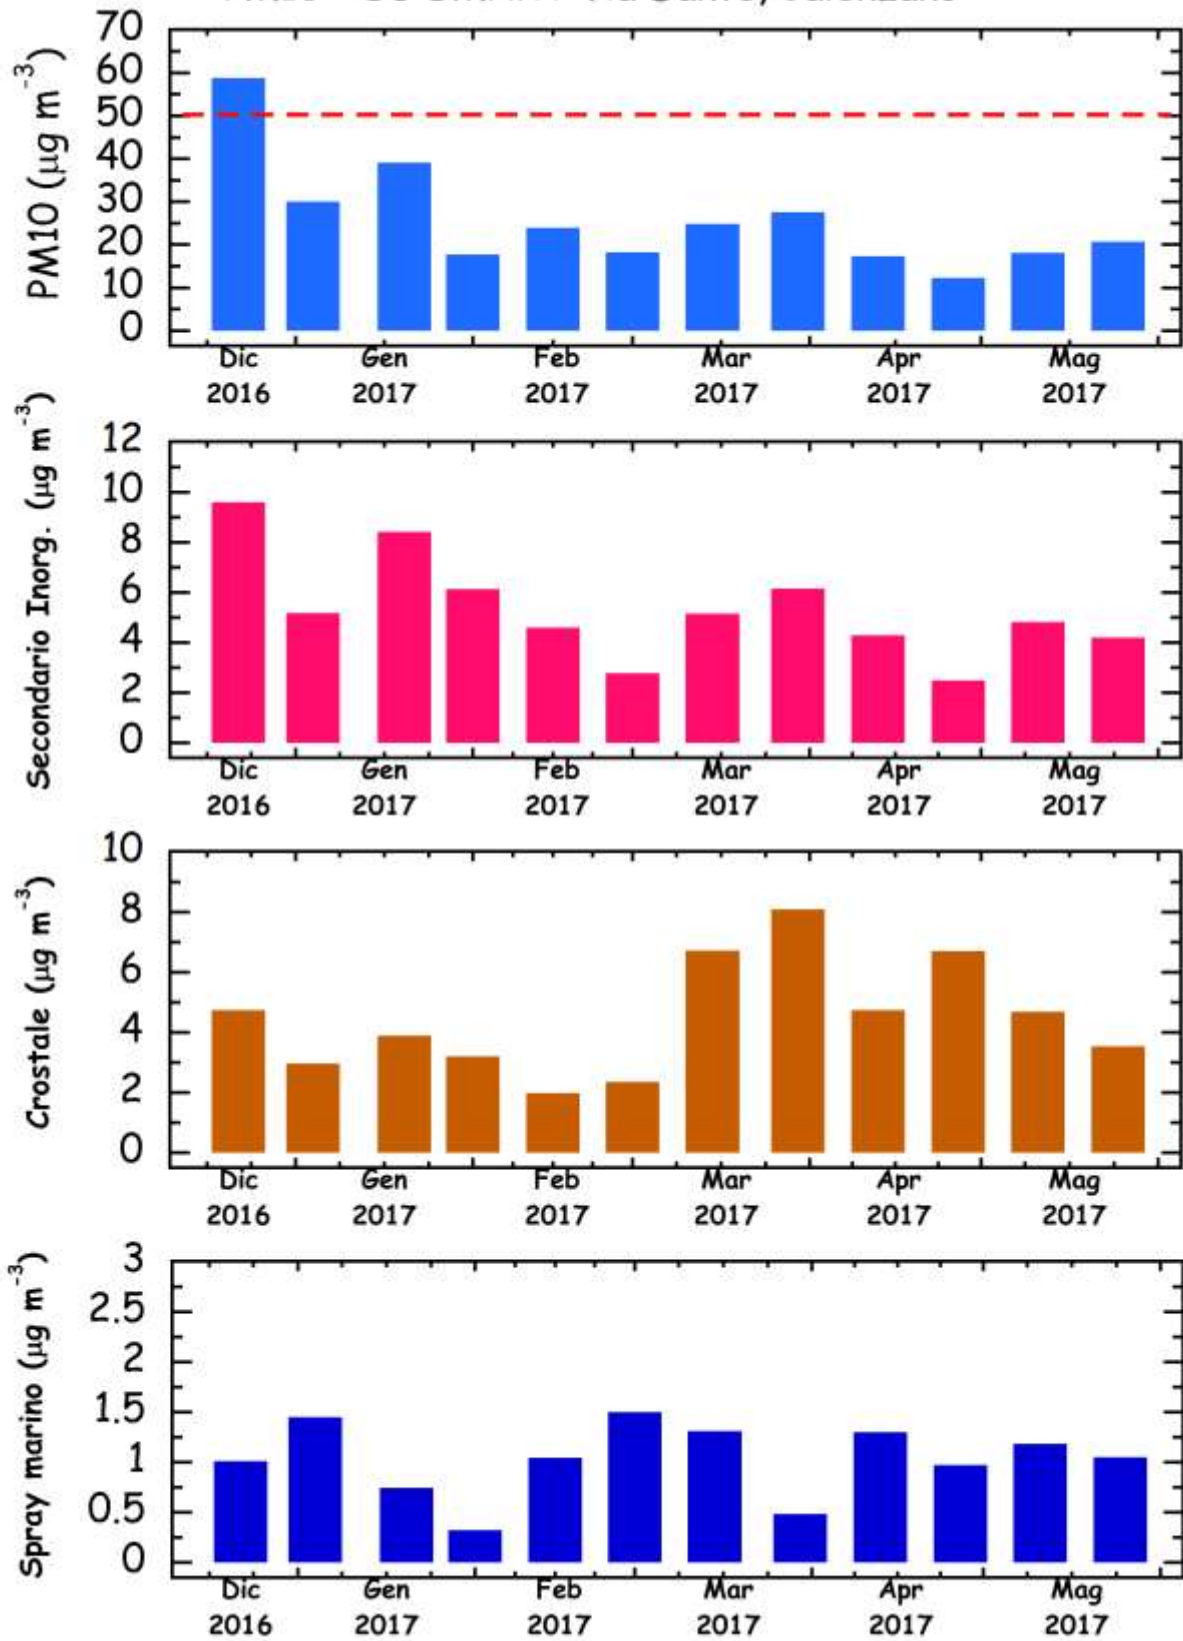 70
60
50
40
30
20
10
0
PM10 (μg m⁻³)
Dic Gen Feb Mar Apr Mag
2016 2017 2017 2017 2017 2017
12
10
8
6
4
2
0
Secondario Inorg. (μg m⁻³)
Dic Gen Feb Mar Apr Mag
2016 2017 2017 2017 2017 2017
10
8
6
4
2
0
Crostale (μg m⁻³)
Dic Gen Feb Mar Apr Mag
2016 2017 2017 2017 2017 2017
3
2.5
2
1.5
1
0.5
0
Spray marino (μg m⁻³)
Dic Gen Feb Mar Apr Mag
2016 2017 2017 2017 2017 2017